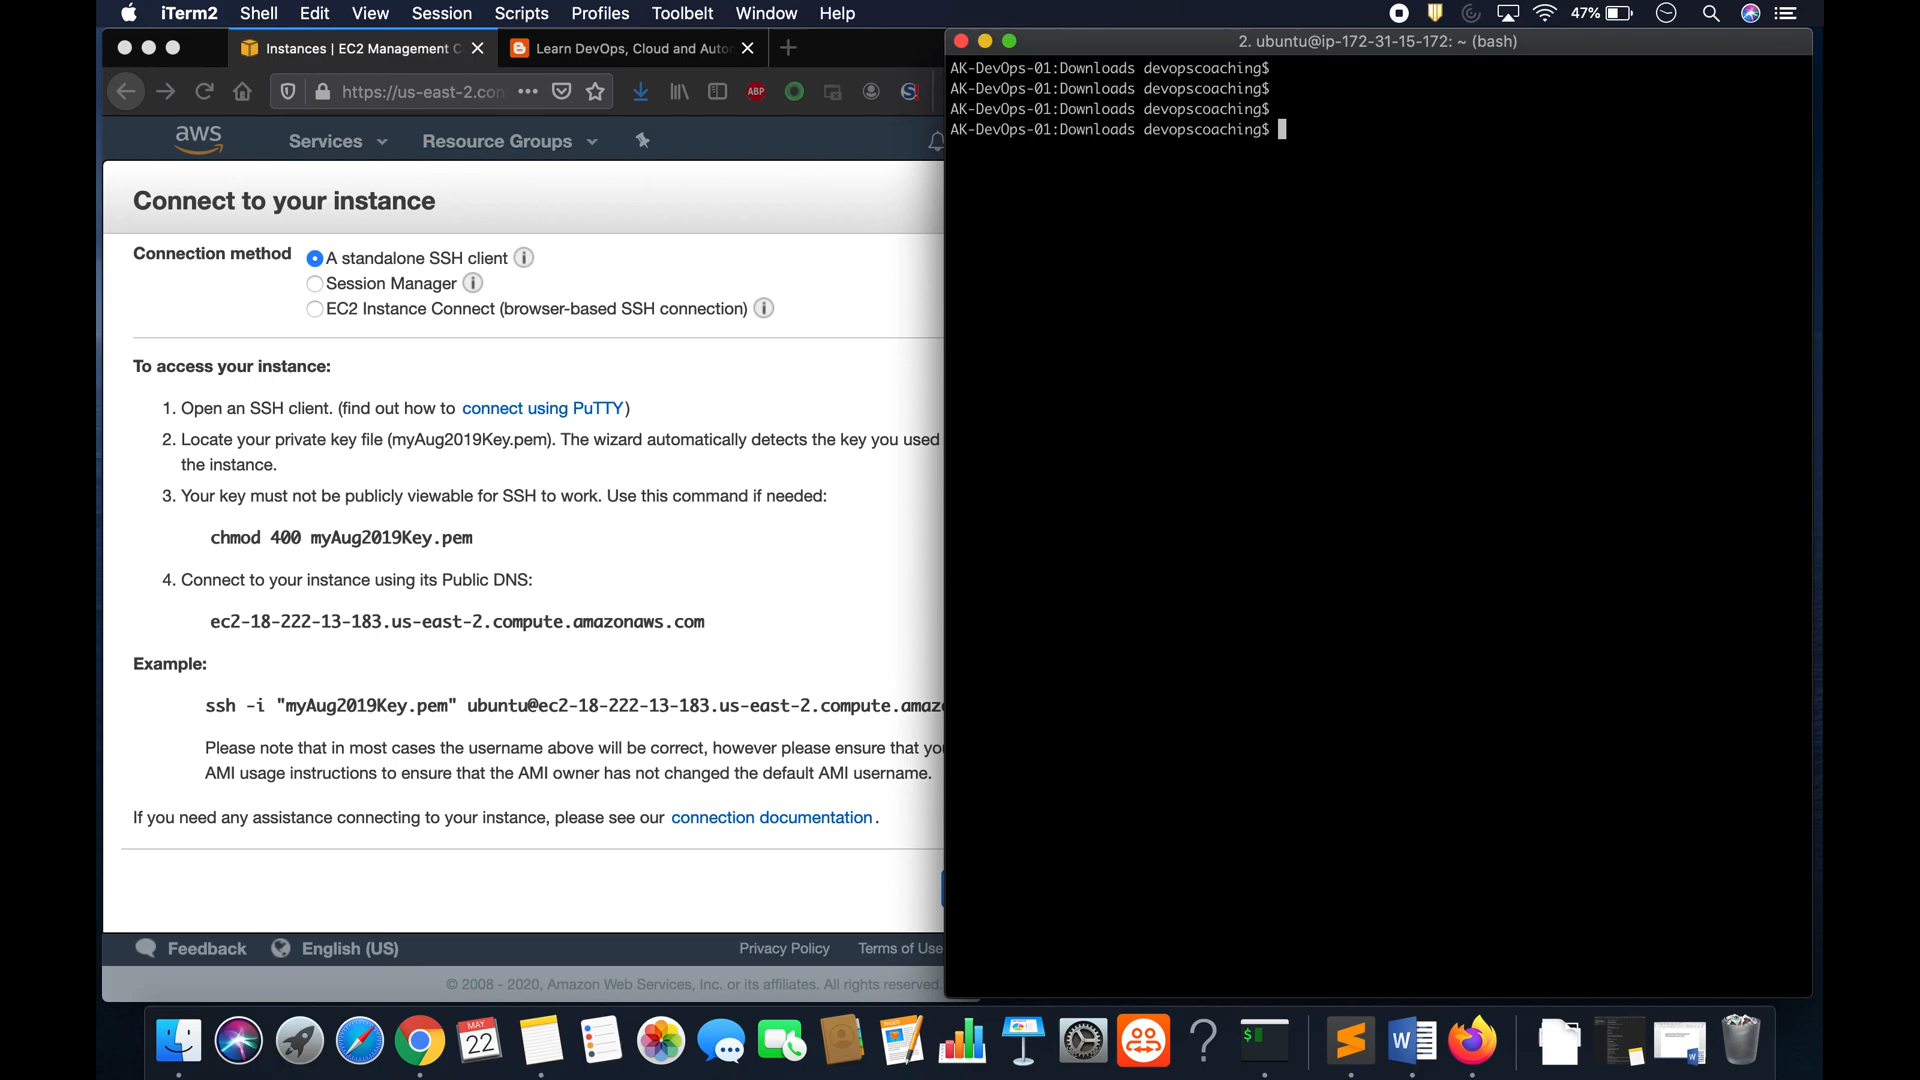 iTerm2 Shell Edit View Session Scripts Profiles Toolbelt Window Help
47%
Instances | EC2 Management C
Learn DevOps, Cloud and Auto
https://us-east-2.con
ABP
aws
Services
Resource Groups
Connect to your instance
Connection method
A standalone SSH client
Session Manager
EC2 Instance Connect (browser-based SSH connection)
To access your instance:
1. Open an SSH client. (find out how to connect using PuTTY)
2. Locate your private key file (myAug2019Key.pem). The wizard automatically detects the key you used
the instance.
3. Your key must not be publicly viewable for SSH to work. Use this command if needed:
chmod 400 myAug2019Key.pem
4. Connect to your instance using its Public DNS:
ec2-18-222-13-183.us-east-2.compute.amazonaws.com
Example:
ssh -i "myAug2019Key.pem" ubuntu@ec2-18-222-13-183.us-east-2.compute.amaz
Please note that in most cases the username above will be correct, however please ensure that yo
AMI usage instructions to ensure that the AMI owner has not changed the default AMI username.
If you need any assistance connecting to your instance, please see our connection documentation.
Feedback
English (US)
Privacy Policy
Terms of Use
© 2008 - 2020, Amazon Web Services, Inc. or its affiliates. All rights reserved.
2. ubuntu@ip-172-31-15-172: ~ (bash)
AK-DevOps-01:Downloads devopscoaching$
AK-DevOps-01:Downloads devopscoaching$
AK-DevOps-01:Downloads devopscoaching$
AK-DevOps-01:Downloads devopscoaching$
MAY
22
PAGES
$
W